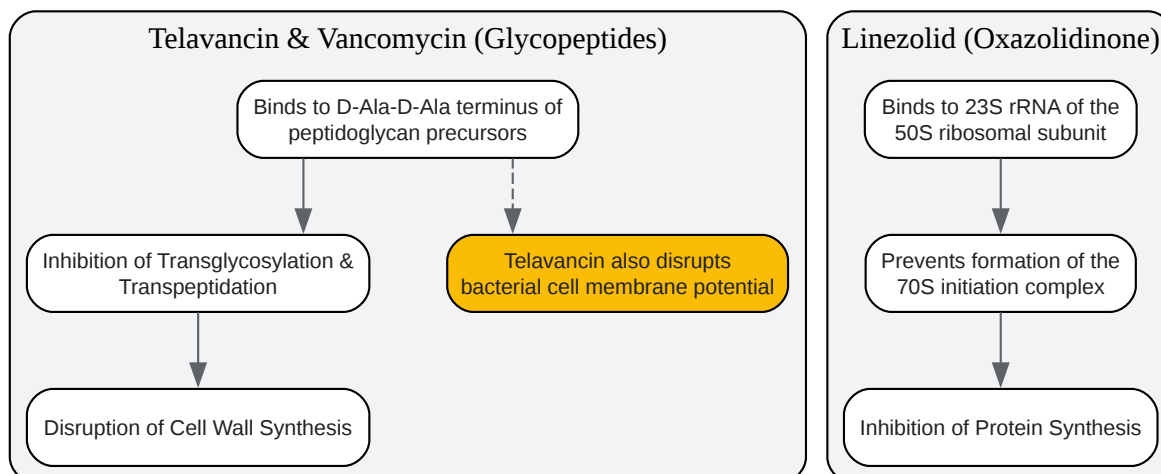 Telavancin & Vancomycin (Glycopeptides)
Binds to D-Ala-D-Ala terminus of
peptidoglycan precursors
Inhibition of Transglycosylation &
Transpeptidation
Telavancin also disrupts
bacterial cell membrane potential
Disruption of Cell Wall Synthesis
Linezolid (Oxazolidinone)
Binds to 23S rRNA of the
50S ribosomal subunit
Prevents formation of the
70S initiation complex
Inhibition of Protein Synthesis